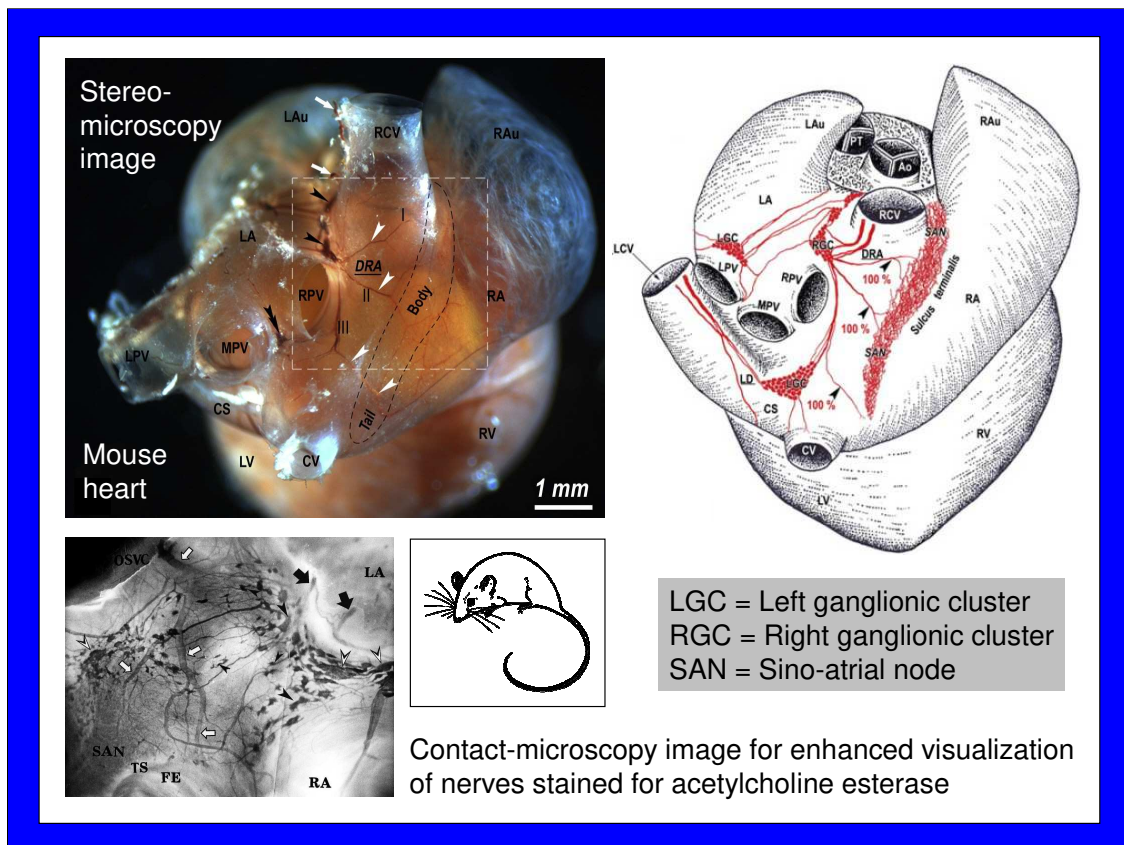 Stereo-
microscopy
image
LAu
RCV
RAu
LA
I
DRA
RPV
II
Body
RA
III
LPV
MPV
CS
Tail
RV
Mouse
heart
LV
CV
1 mm
LAu
RAu
PT
Ao
LA
RCV
LGC
RGC
SAN
LCV
DRA
LPV
RPV
100 %
Sulcus terminalis
RA
MPV
100 %
SAN
LD
LGC
CS
100 %
CV
RV
LV
OSVC
LA
SAN
TS
FE
RA
LGC = Left ganglionic cluster
RGC = Right ganglionic cluster
SAN = Sino-atrial node
Contact-microscopy image for enhanced visualization
of nerves stained for acetylcholine esterase